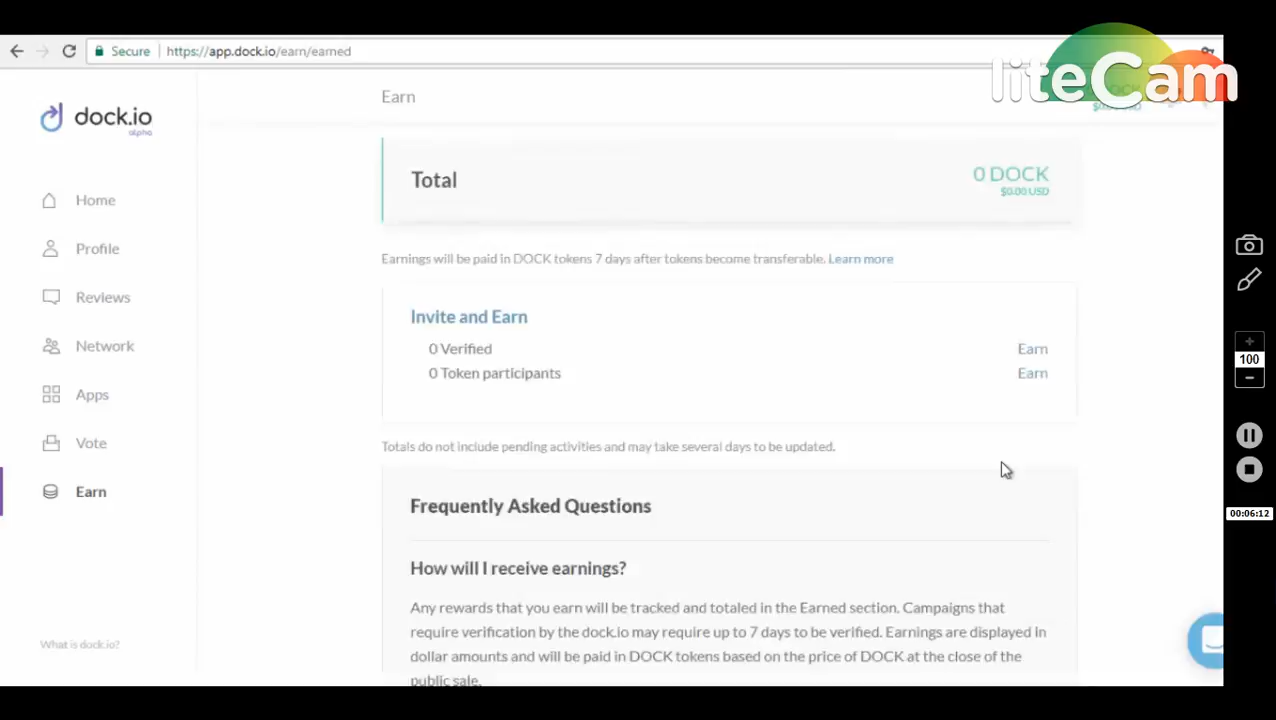 Secure
https://app.dock.io/earn/earned
liteCam
dock.io
alpha
Earn
Total
0 DOCK
$0.00 USD
Home
Profile
Reviews
Network
Apps
Vote
Earn
What is dock.io?
Earnings will be paid in DOCK tokens 7 days after tokens become transferable. Learn more
Invite and Earn
0 Verified Earn
0 Token participants Earn
Totals do not include pending activities and may take several days to be updated.
Frequently Asked Questions
How will I receive earnings?
Any rewards that you earn will be tracked and totaled in the Earned section. Campaigns that
require verification by the dock.io may require up to 7 days to be verified. Earnings are displayed in
dollar amounts and will be paid in DOCK tokens based on the price of DOCK at the close of the
public sale.
100
00:06:12